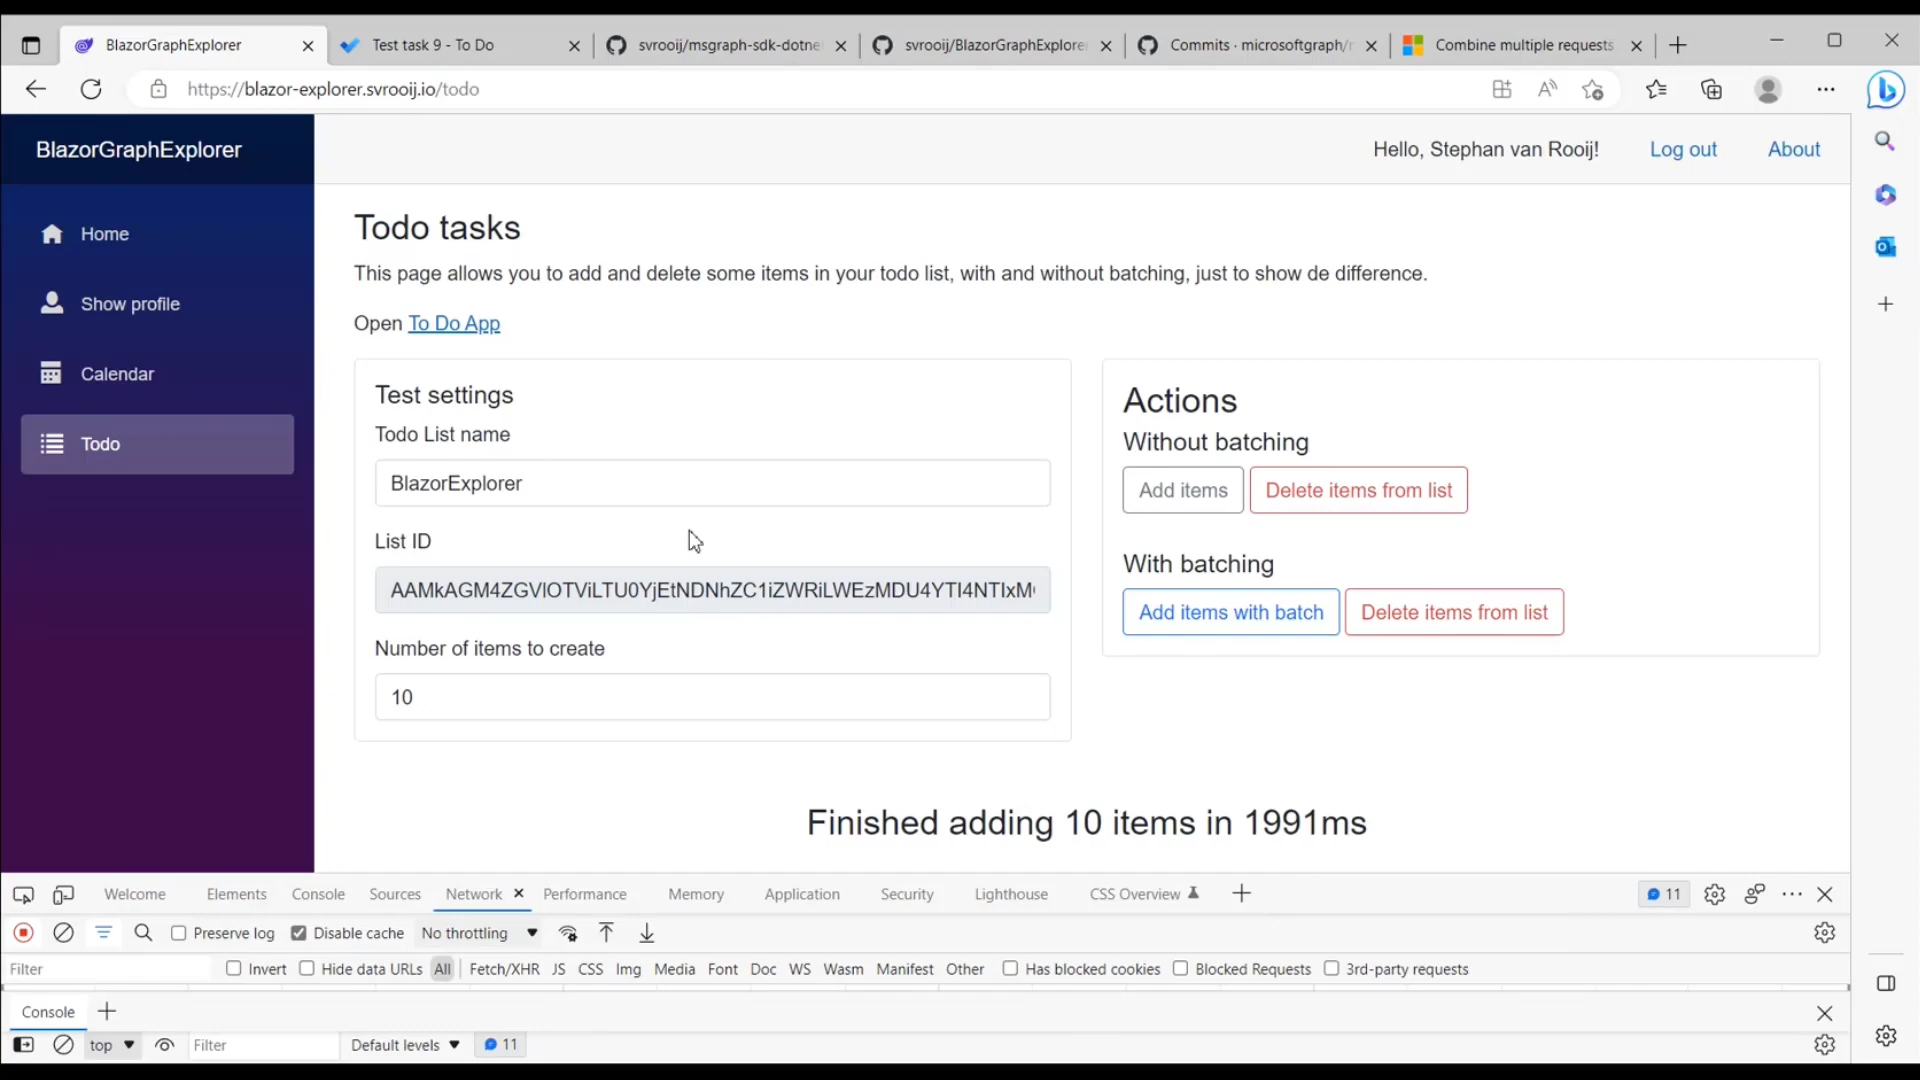 BlazorGraphExplorer
Test task 9 - To Do
svrooij/msgraph-sdk-dotne
svrooij/BlazorGraphExplore
Commits · microsoftgraph/
Combine multiple requests
https://blazor-explorer.svrooij.io/todo
BlazorGraphExplorer
Hello, Stephan van Rooij!
Log out
About
Home
Show profile
Calendar
Todo
Todo tasks
This page allows you to add and delete some items in your todo list, with and without batching, just to show de difference.
Open To Do App
Test settings
Todo List name
BlazorExplorer
List ID
AAMkAGM4ZGVlOTViLTU0YjEtNDNhZC1iZWRiLWEzMDU4YTI4NTIxM
Number of items to create
10
Actions
Without batching
Add items
Delete items from list
With batching
Add items with batch
Delete items from list
Finished adding 10 items in 1991ms
Welcome
Elements
Console
Sources
Network
Performance
Memory
Application
Security
Lighthouse
CSS Overview
11
Preserve log
Disable cache
No throttling
Filter
Invert
Hide data URLs
All
Fetch/XHR
JS
CSS
Img
Media
Font
Doc
WS
Wasm
Manifest
Other
Has blocked cookies
Blocked Requests
3rd-party requests
Console
top
Filter
Default levels
11